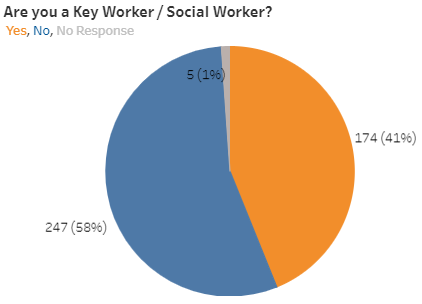 Are you a Key Worker / Social Worker?
Yes, No, No Response
5 (1%)
174 (41%)
247 (58%)